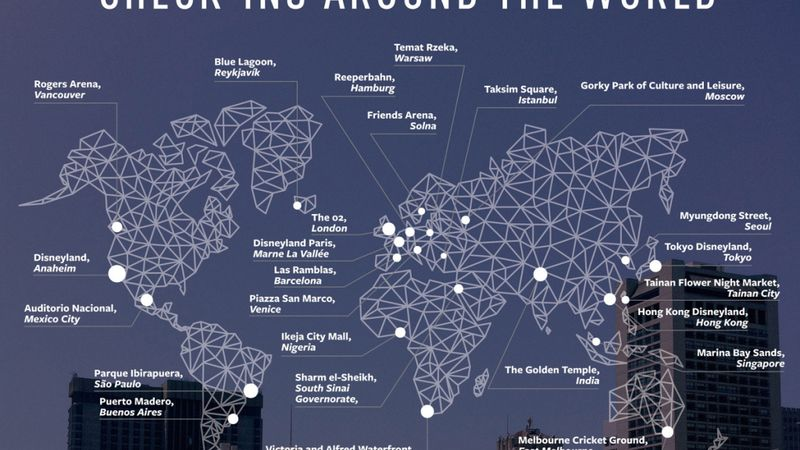 CHECK-INS AROUND THE WORLD
Temat Rzeka,
Warsaw
Blue Lagoon,
Reykjavík
Reeperbahn,
Hamburg
Rogers Arena,
Vancouver
Taksim Square,
Istanbul
Gorky Park of Culture and Leisure,
Moscow
Friends Arena,
Solna
The O2,
London
Myungdong Street,
Seoul
Disneyland Paris,
Marne La Vallée
Tokyo Disneyland,
Tokyo
Disneyland,
Anaheim
Las Ramblas,
Barcelona
Tainan Flower Night Market,
Tainan City
Piazza San Marco,
Venice
Auditorio Nacional,
Mexico City
Hong Kong Disneyland,
Hong Kong
Ikeja City Mall,
Nigeria
Marina Bay Sands,
Singapore
Parque Ibirapuera,
São Paulo
Sharm el-Sheikh,
South Sinai
Governorate,
The Golden Temple,
India
Puerto Madero,
Buenos Aires
Victoria and Alfred Waterfront
Melbourne Cricket Ground,
East Melbourne